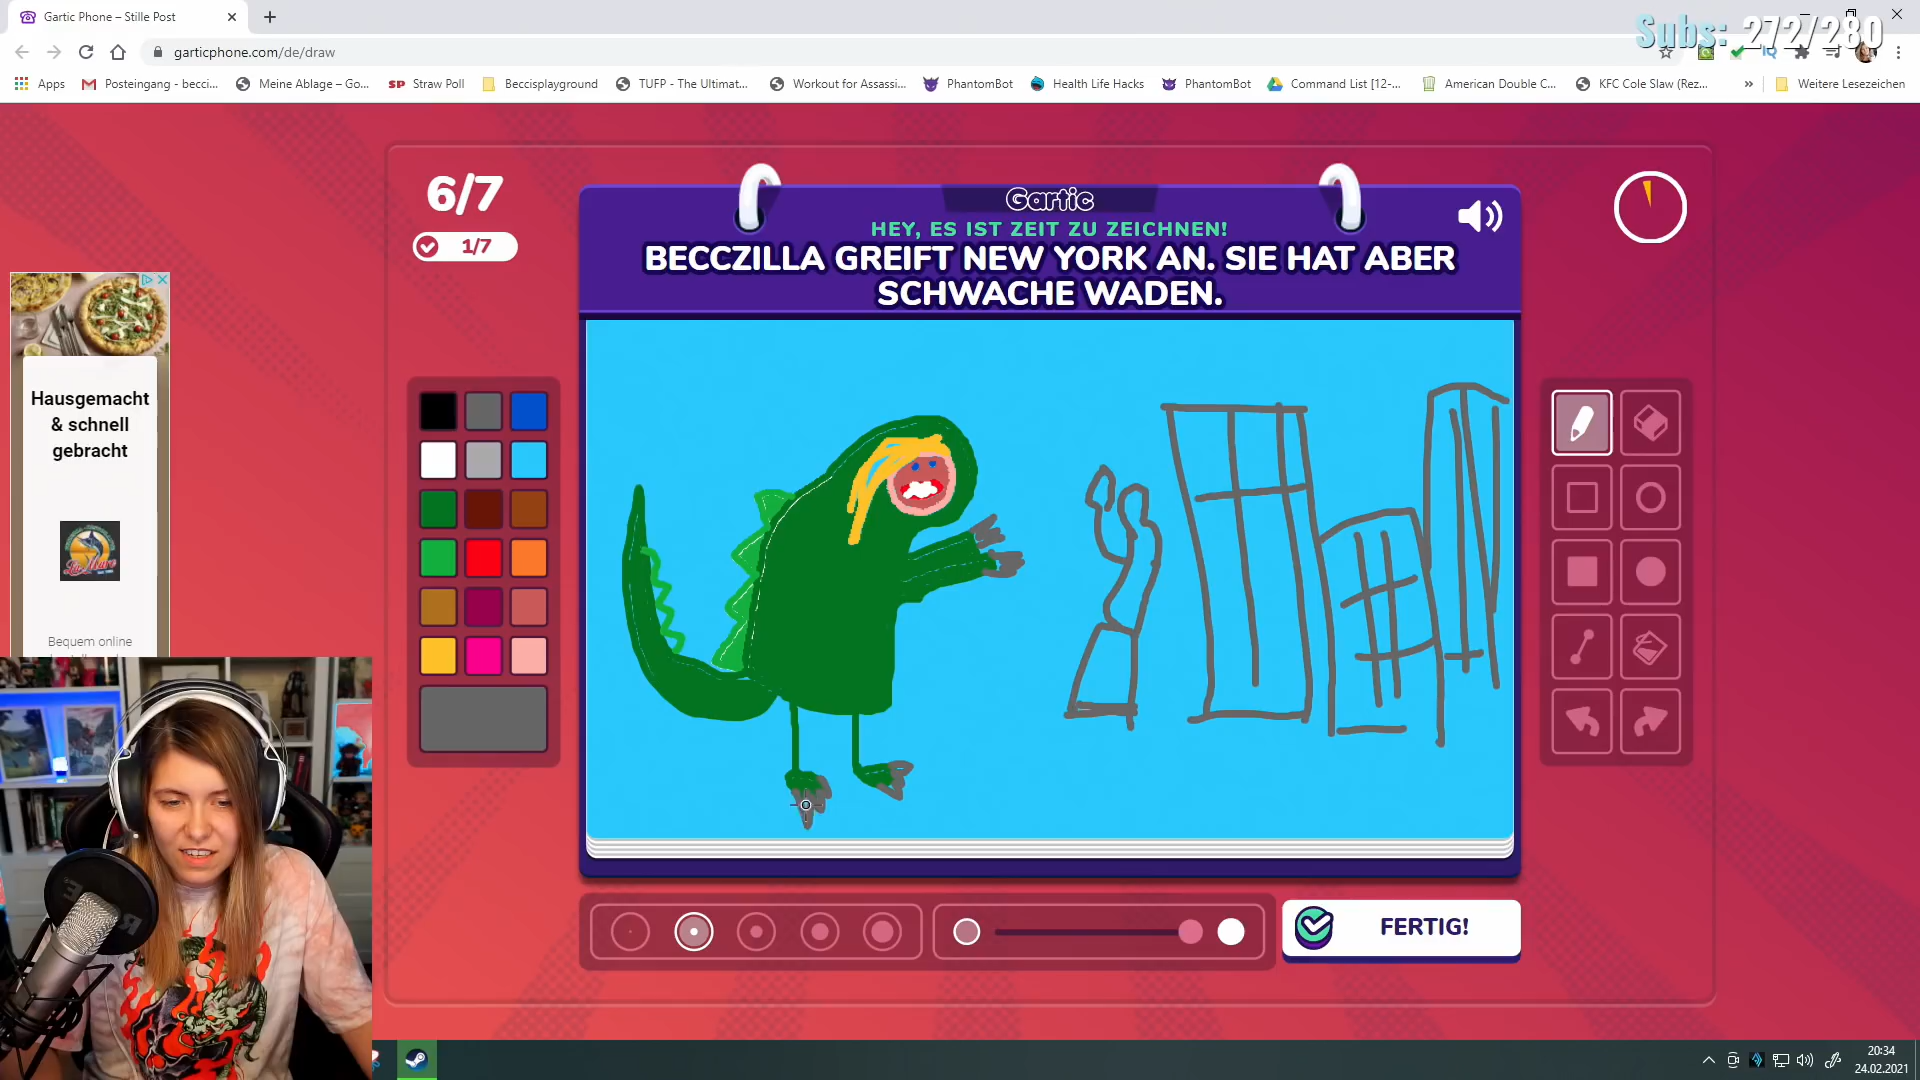 Gartic Phone – Stille Post
Subs: 272/280
garticphone.com/de/draw
Apps
Posteingang - becci...
Meine Ablage – Go...
SP Straw Poll
Beccisplayground
TUFP - The Ultimat...
Workout for Assassi...
PhantomBot
Health Life Hacks
PhantomBot
Command List [12-...
American Double C...
KFC Cole Slaw (Rez...
»
Weitere Lesezeichen
6/7
1/7
Gartic
HEY, ES IST ZEIT ZU ZEICHNEN!
BECCZILLA GREIFT NEW YORK AN. SIE HAT ABER
SCHWACHE WADEN.
Hausgemacht
& schnell
gebracht
Bequem online
FERTIG!
20:34
24.02.2021